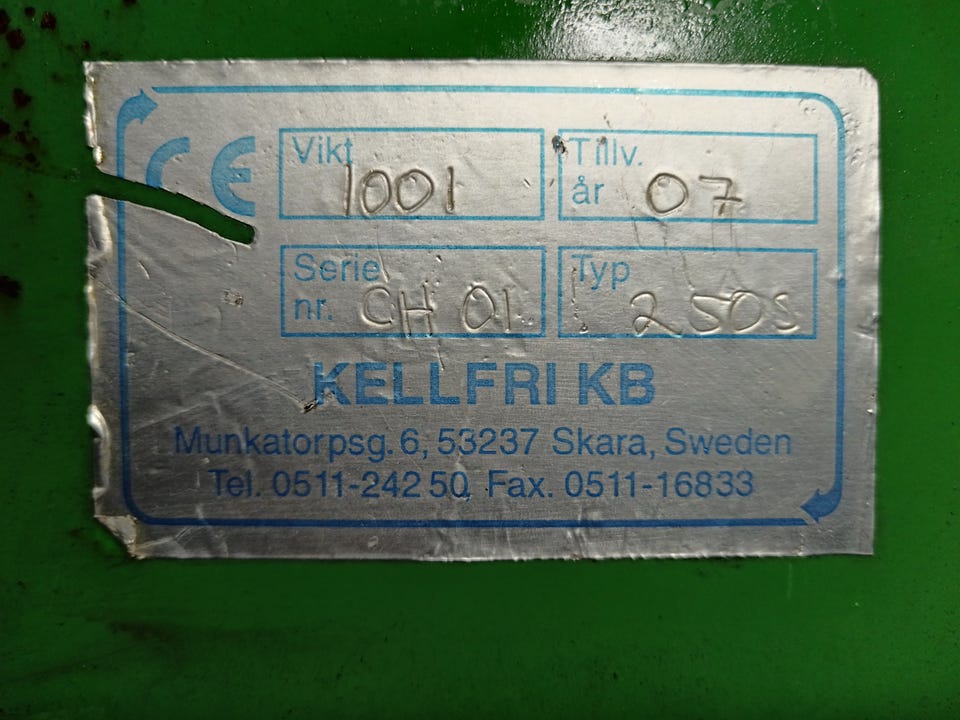 CE
Vikt 1001
Tillv. år 07
Serie nr. CH 01
Typ 250S
KELLFRI KB
Munkatorpsg. 6, 53237 Skara, Sweden
Tel. 0511-242 50 Fax. 0511-16833